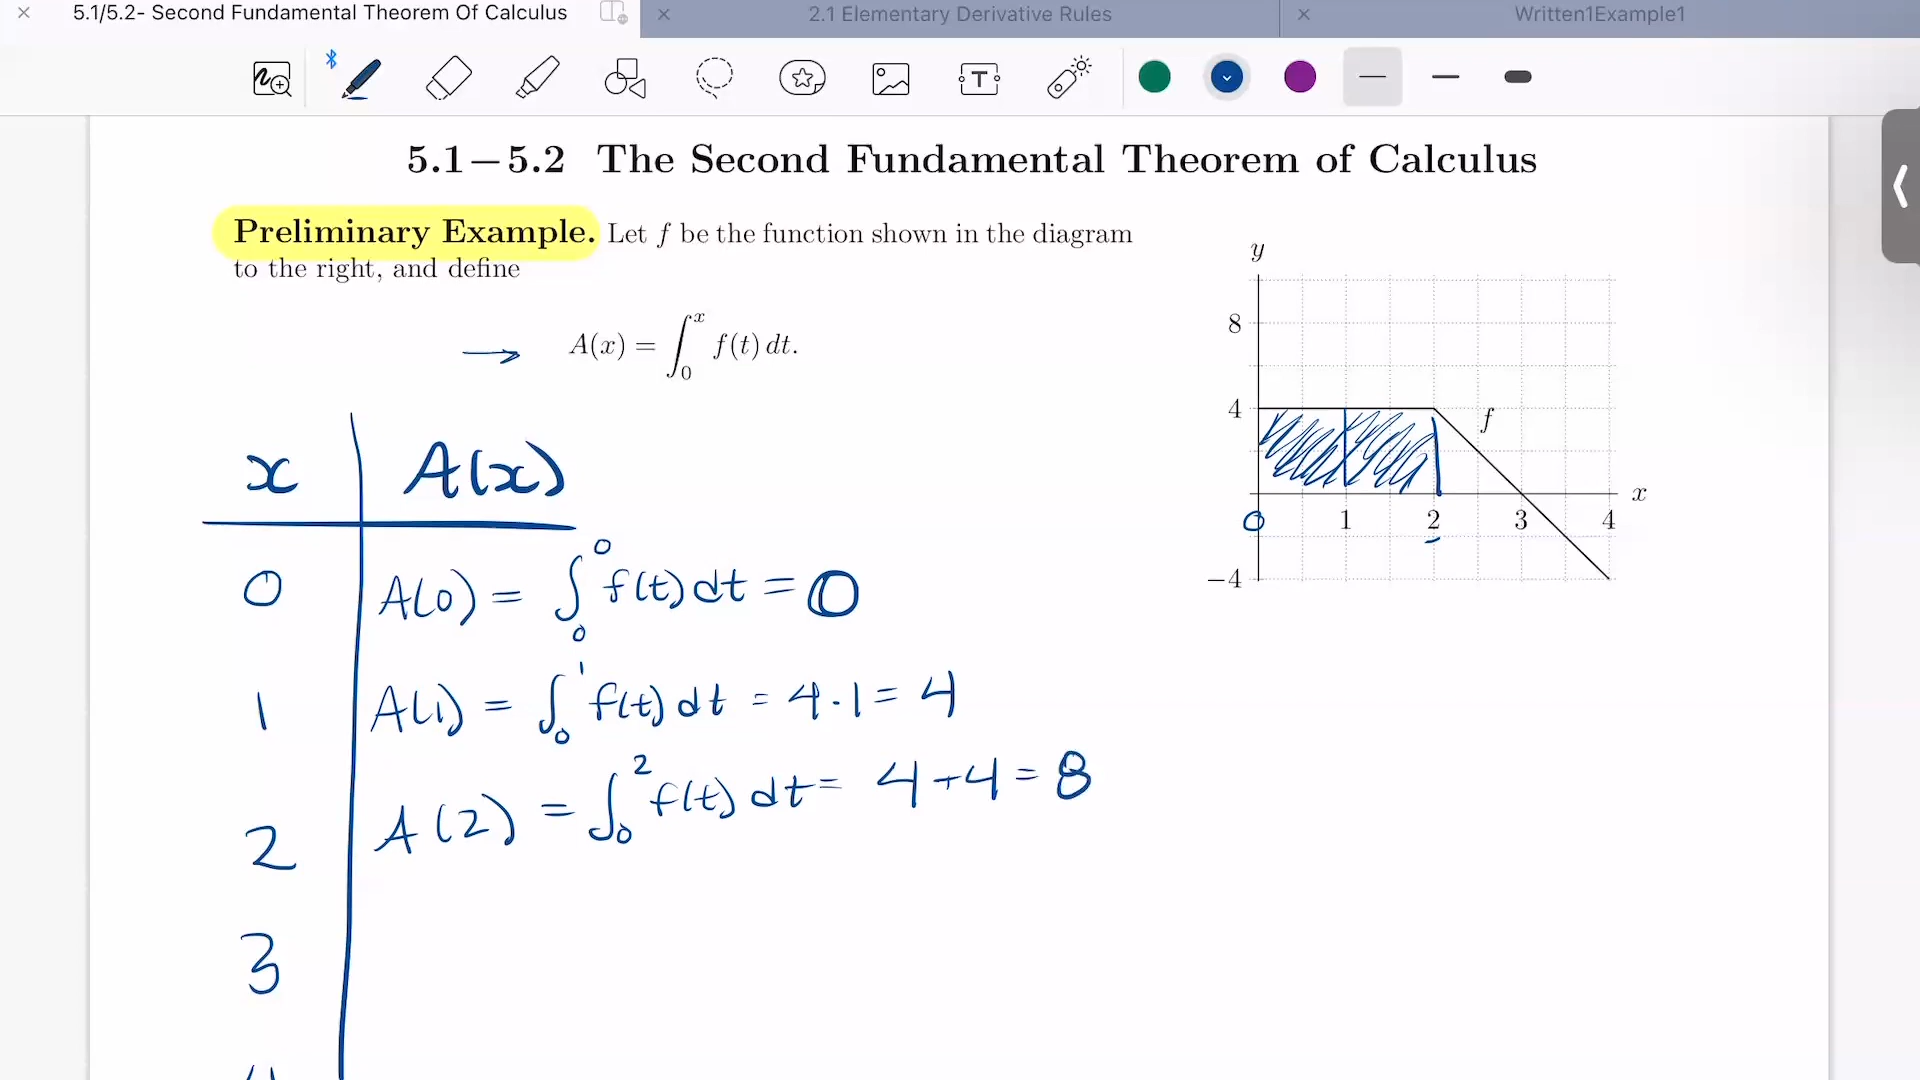 5.1/5.2- Second Fundamental Theorem Of Calculus
2.1 Elementary Derivative Rules
Written1Example1
5.1−5.2 The Second Fundamental Theorem of Calculus
Preliminary Example. Let f be the function shown in the diagram
to the right, and define
→ A(x) = ∫₀ˣ f(t) dt.
y
8
4
f
x
0 1 2 3 4
−4
x A(x)
0 A(0) = ∫₀⁰ f(t) dt = 0
1 A(1) = ∫₀¹ f(t) dt = 4·1 = 4
2 A(2) = ∫₀² f(t) dt = 4+4 = 8
3